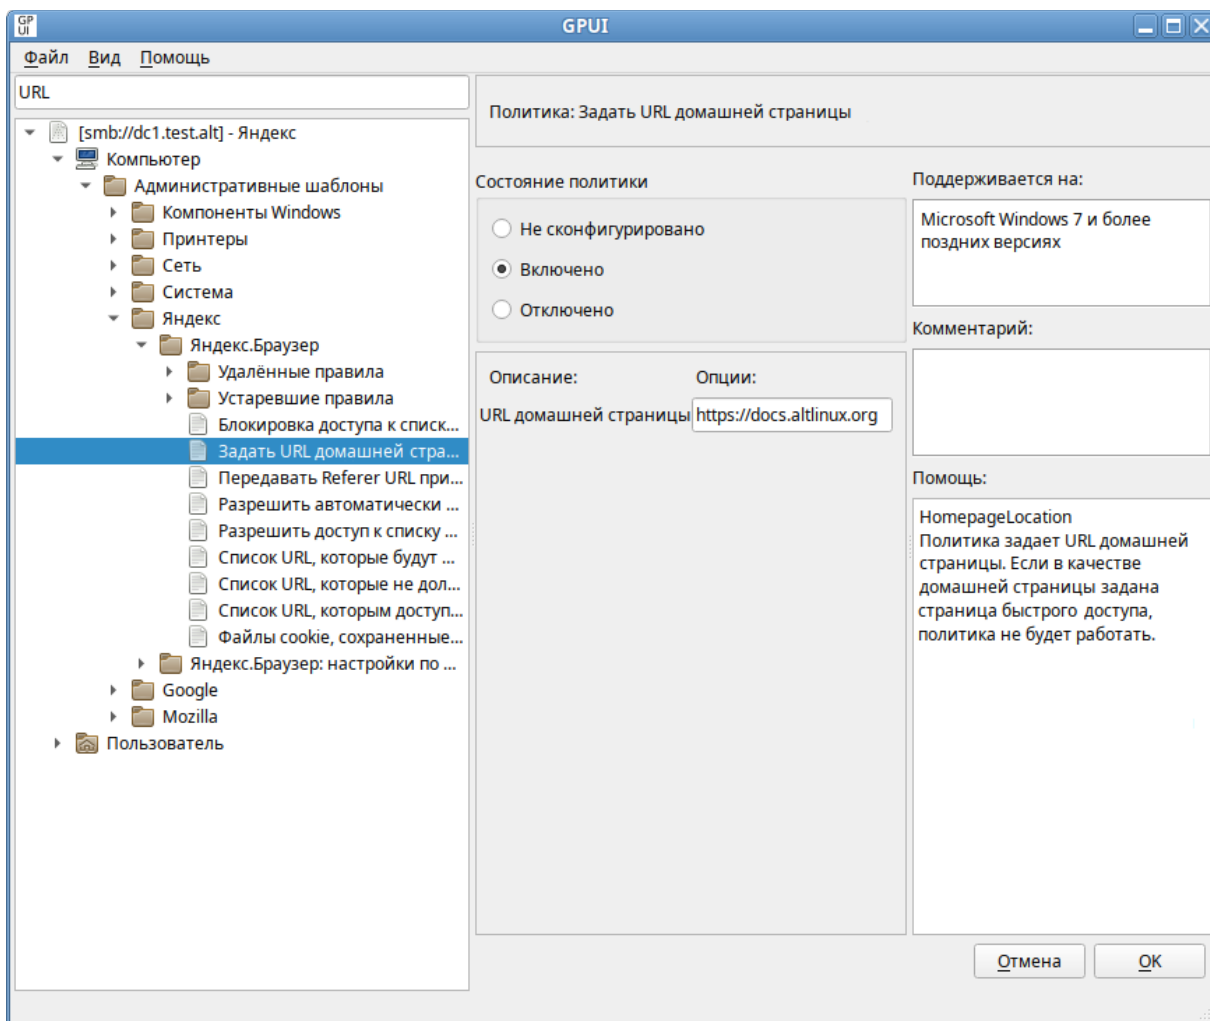 GP
UI
GPUI
Файл Вид Помощь
URL
[smb://dc1.test.alt] - Яндекс
Компьютер
Административные шаблоны
Компоненты Windows
Принтеры
Сеть
Система
Яндекс
Яндекс.Браузер
Удалённые правила
Устаревшие правила
Блокировка доступа к списк...
Задать URL домашней стра...
Передавать Referer URL при...
Разрешить автоматически ...
Разрешить доступ к списку ...
Список URL, которые будут ...
Список URL, которые не дол...
Список URL, которым доступ...
Файлы cookie, сохраненные...
Яндекс.Браузер: настройки по ...
Google
Mozilla
Пользователь
Политика: Задать URL домашней страницы
Состояние политики
Не сконфигурировано
Включено
Отключено
Описание: Опции:
URL домашней страницы https://docs.altlinux.org
Поддерживается на:
Microsoft Windows 7 и более
поздних версиях
Комментарий:
Помощь:
HomepageLocation
Политика задает URL домашней
страницы. Если в качестве
домашней страницы задана
страница быстрого доступа,
политика не будет работать.
Отмена OK